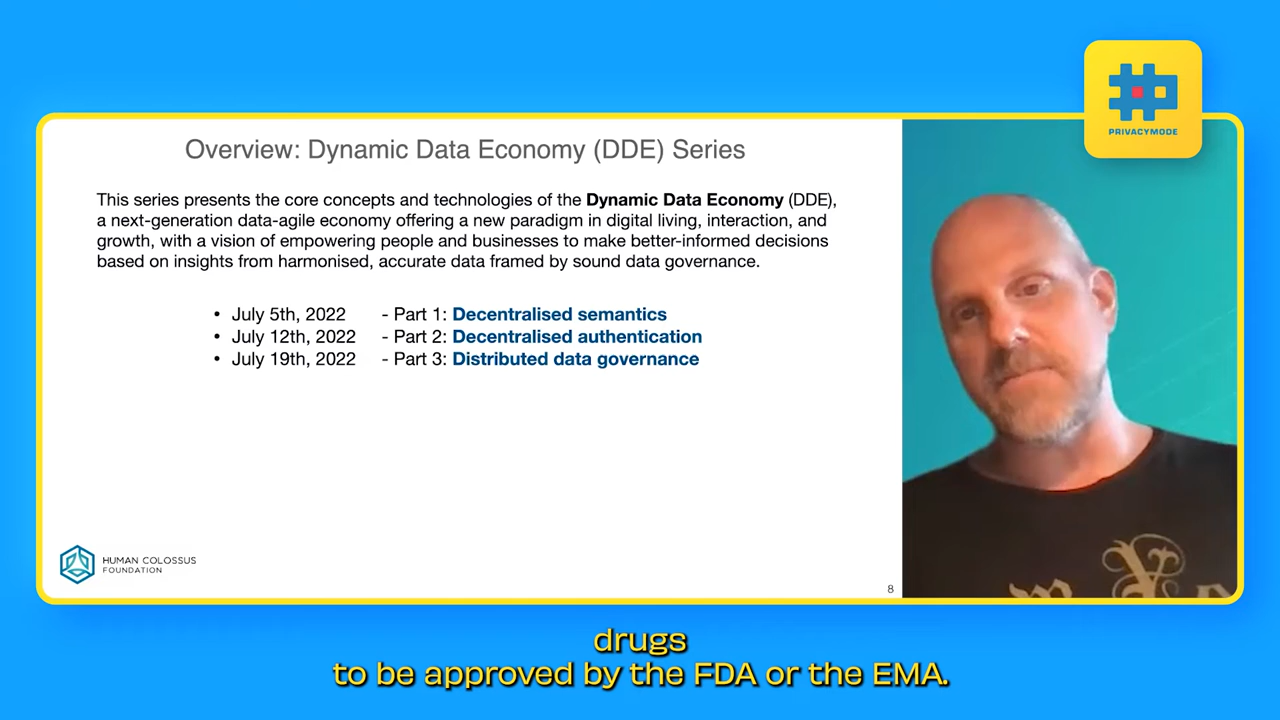 PRIVACYMODE
Overview: Dynamic Data Economy (DDE) Series
This series presents the core concepts and technologies of the Dynamic Data Economy (DDE),
a next-generation data-agile economy offering a new paradigm in digital living, interaction, and
growth, with a vision of empowering people and businesses to make better-informed decisions
based on insights from harmonised, accurate data framed by sound data governance.
• July 5th, 2022 - Part 1: Decentralised semantics
• July 12th, 2022 - Part 2: Decentralised authentication
• July 19th, 2022 - Part 3: Distributed data governance
HUMAN COLOSSUS
FOUNDATION
8
drugs
to be approved by the FDA or the EMA.